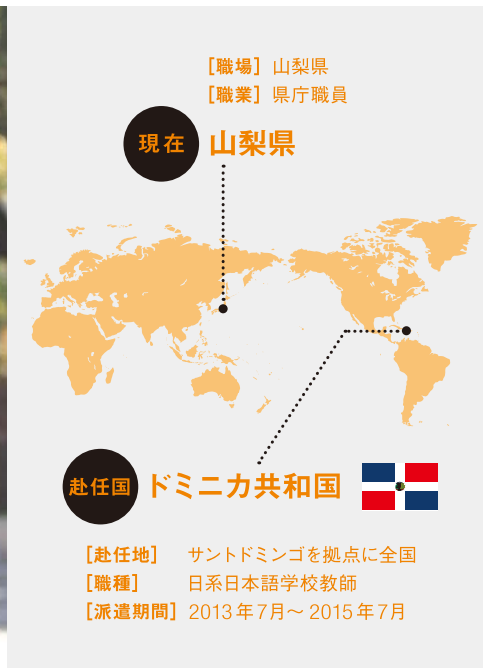 ［職場］山梨県
［職業］県庁職員
現在 山梨県
赴任国 ドミニカ共和国
［赴任地］ サントドミンゴを拠点に全国
［職種］ 日系日本語学校教師
［派遣期間］ 2013年7月～2015年7月